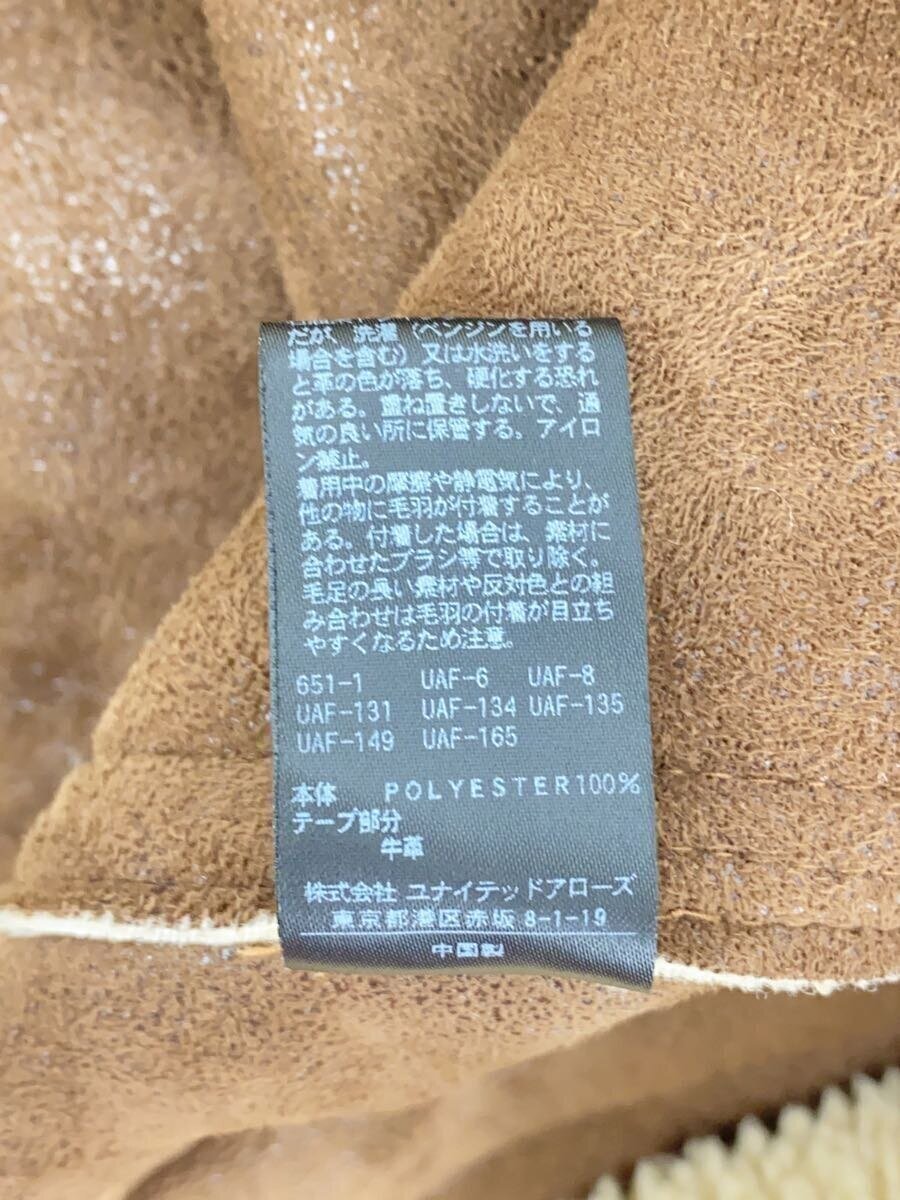 だが、洗濯（ベンジンを用いる
場合を含む）又は水洗いをする
と革の色が落ち、硬化する恐れ
がある。重ね置きしないで、通
気の良い所に保管する。アイロ
ン禁止。
着用中の摩擦や静電気により、
他の物に毛羽が付着することが
ある。付着した場合は、素材に
合わせたブラシ等で取り除く。
毛足の長い素材や反対色との組
み合わせは毛羽の付着が目立ち
やすくなるため注意。
651-1 UAF-6 UAF-8
UAF-131 UAF-134 UAF-135
UAF-149 UAF-165
本体 POLYESTER100%
テープ部分
牛革
株式会社 ユナイテッドアローズ
東京都港区赤坂8-1-19
中国製